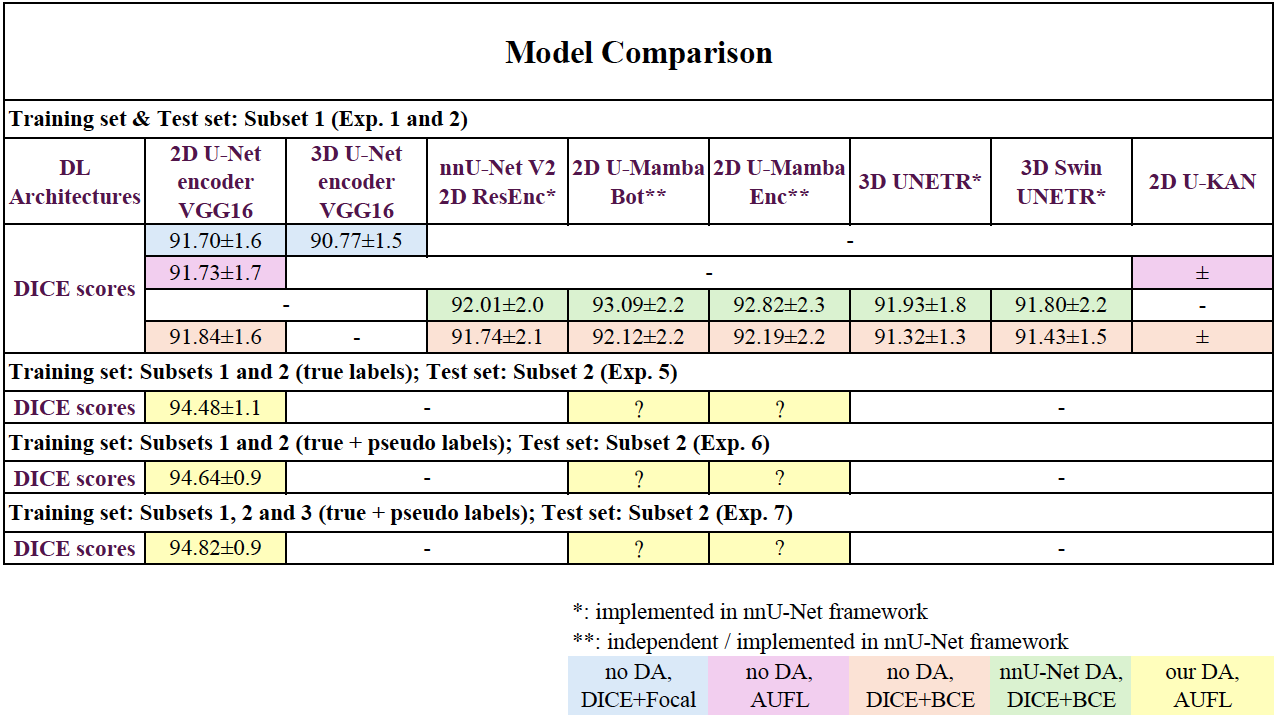 Model Comparison
Training set & Test set: Subset 1 (Exp. 1 and 2)
DL Architectures 2D U-Net encoder VGG16 3D U-Net encoder VGG16 nnU-Net V2 2D ResEnc* 2D U-Mamba Bot** 2D U-Mamba Enc** 3D UNETR* 3D Swin UNETR* 2D U-KAN
DICE scores
91.70±1.6 90.77±1.5 -
91.73±1.7 - ±
- 92.01±2.0 93.09±2.2 92.82±2.3 91.93±1.8 91.80±2.2 -
91.84±1.6 - 91.74±2.1 92.12±2.2 92.19±2.2 91.32±1.3 91.43±1.5 ±
Training set: Subsets 1 and 2 (true labels); Test set: Subset 2 (Exp. 5)
DICE scores 94.48±1.1 - ? ? -
Training set: Subsets 1 and 2 (true + pseudo labels); Test set: Subset 2 (Exp. 6)
DICE scores 94.64±0.9 - ? ? -
Training set: Subsets 1, 2 and 3 (true + pseudo labels); Test set: Subset 2 (Exp. 7)
DICE scores 94.82±0.9 - ? ? -
*: implemented in nnU-Net framework
**: independent / implemented in nnU-Net framework
no DA, DICE+Focal no DA, AUFL no DA, DICE+BCE nnU-Net DA, DICE+BCE our DA, AUFL